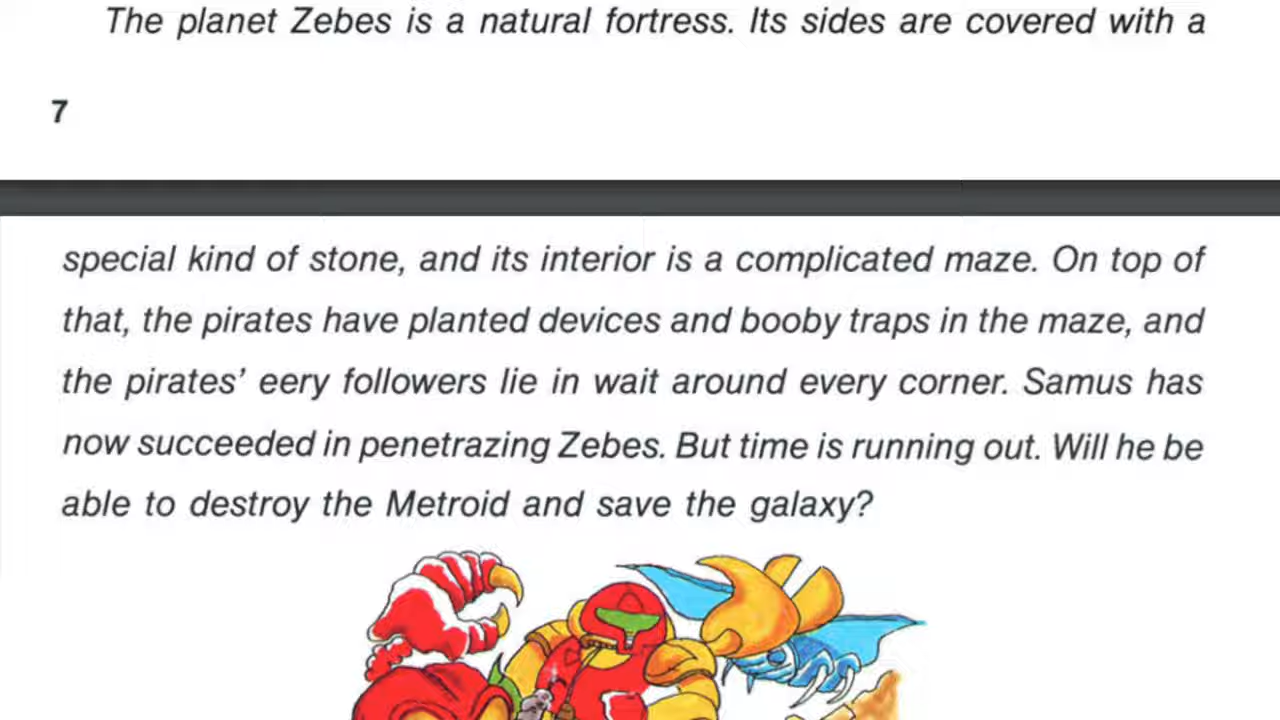 The planet Zebes is a natural fortress. Its sides are covered with a
7
special kind of stone, and its interior is a complicated maze. On top of
that, the pirates have planted devices and booby traps in the maze, and
the pirates’ eery followers lie in wait around every corner. Samus has
now succeeded in penetrazing Zebes. But time is running out. Will he be
able to destroy the Metroid and save the galaxy?